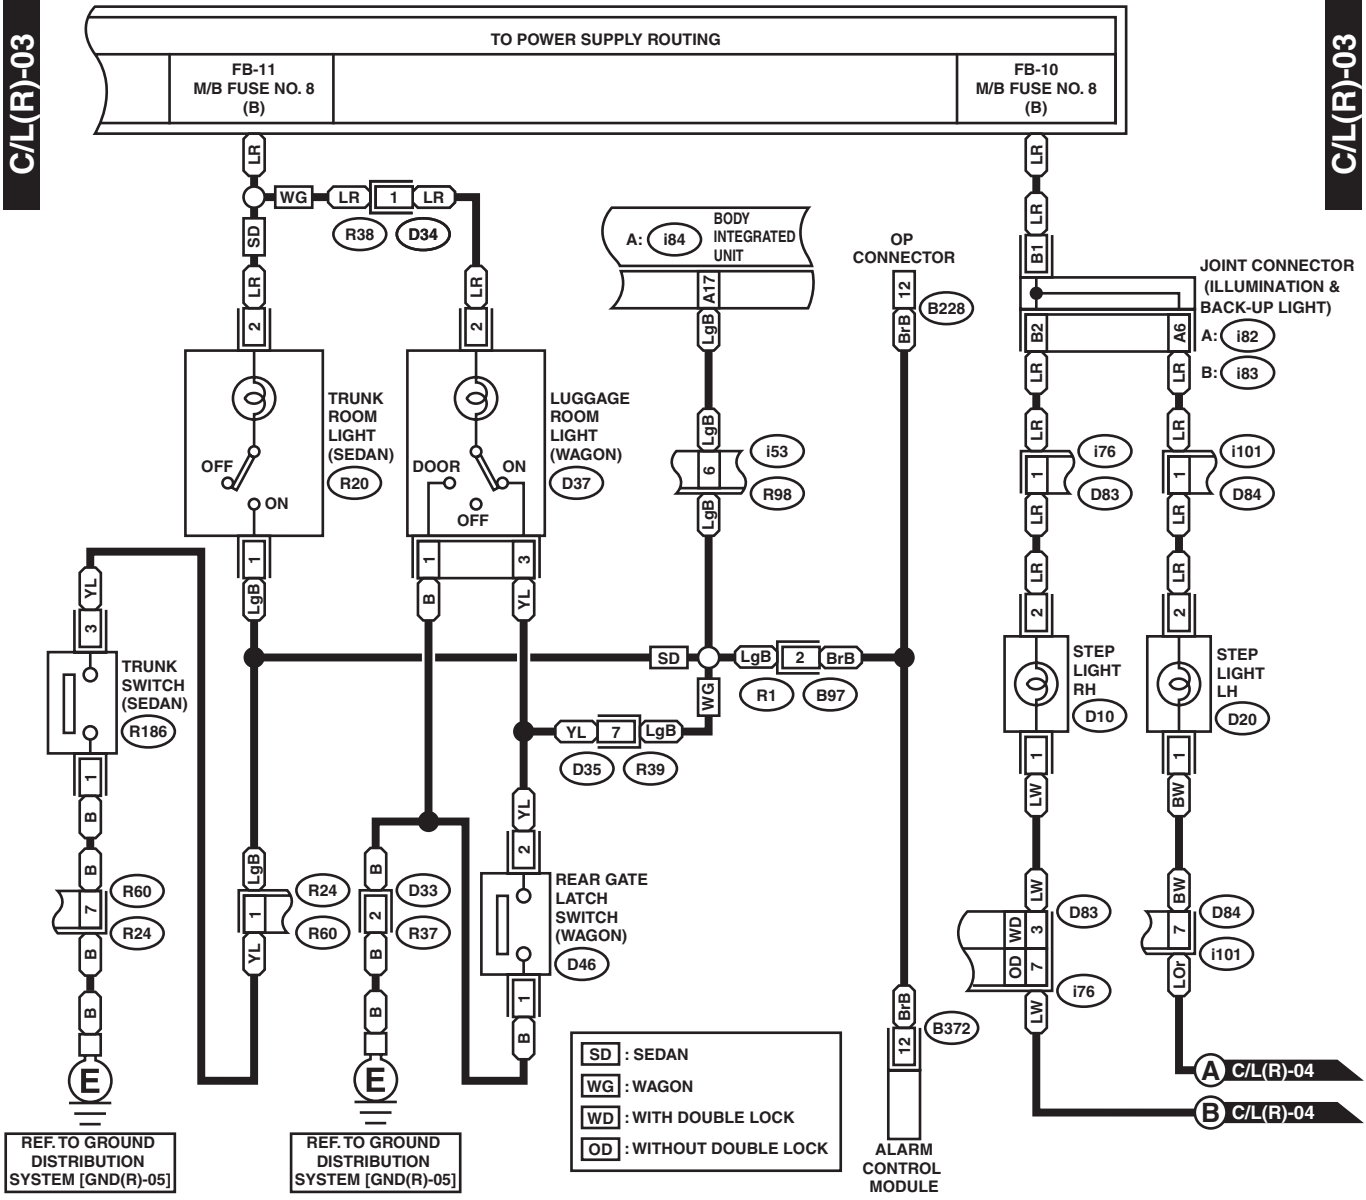 C/L(R)-03
C/L(R)-03
TO POWER SUPPLY ROUTING
FB-11
M/B FUSE NO. 8
(B)
FB-10
M/B FUSE NO. 8
(B)
LR
WG
LR
1
LR
R38
D34
SD
LR
2
LR
2
TRUNK
ROOM
LIGHT
(SEDAN)
R20
OFF
ON
LUGGAGE
ROOM
LIGHT
(WAGON)
D37
DOOR
ON
OFF
1
LgB
1
3
B
YL
A:
i84
BODY
INTEGRATED
UNIT
A17
LgB
LgB
6
i53
R98
LgB
OP
CONNECTOR
12
B228
BrB
LR
LR
B1
JOINT CONNECTOR
(ILLUMINATION &
BACK-UP LIGHT)
B2
A6
A:
i82
B:
i83
LR
LR
LR
LR
1
i76
D83
1
i101
D84
LR
LR
LR
LR
2
2
STEP
LIGHT
RH
D10
STEP
LIGHT
LH
D20
1
1
LW
BW
YL
3
TRUNK
SWITCH
(SEDAN)
R186
1
B
B
7
R60
R24
B
B
E
REF. TO GROUND
DISTRIBUTION
SYSTEM [GND(R)-05]
SD
LgB
2
BrB
R1
B97
WG
YL
7
LgB
D35
R39
LgB
1
R24
R60
YL
B
2
D33
R37
B
B
E
REF. TO GROUND
DISTRIBUTION
SYSTEM [GND(R)-05]
YL
2
REAR GATE
LATCH
SWITCH
(WAGON)
D46
1
B
SD : SEDAN
WG : WAGON
WD : WITH DOUBLE LOCK
OD : WITHOUT DOUBLE LOCK
BrB
12
B372
ALARM
CONTROL
MODULE
LW
WD
3
D83
OD
7
i76
LW
BW
7
D84
i101
LOr
A C/L(R)-04
B C/L(R)-04